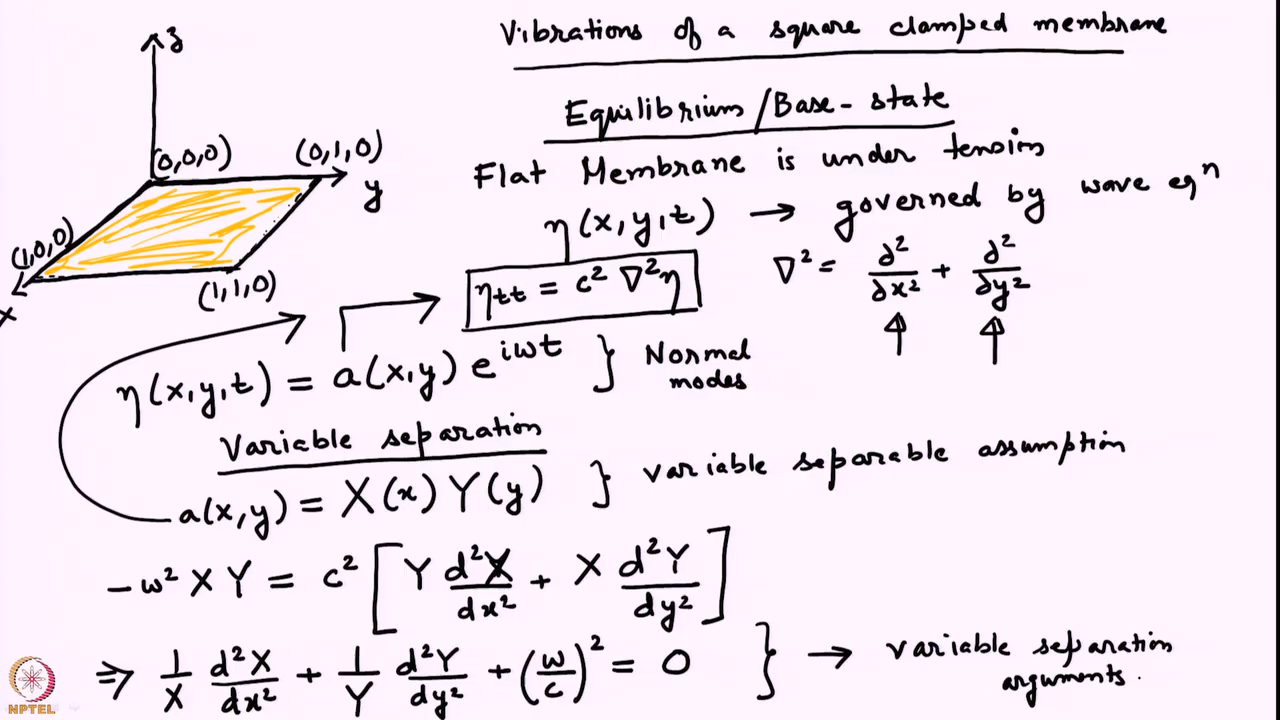 Vibrations of a square clamped membrane
Equilibrium/Base-state
Flat Membrane is under tension
z
(0,0,0)
(0,1,0)
y
(1,0,0)
x
(1,1,0)
η(x,y,t) → governed by wave eqⁿ
ηtt = c² ∇²η
∇² = ∂²/∂x² + ∂²/∂y²
η(x,y,t) = a(x,y) e^{iωt} } Normal modes
Variable separation
a(x,y) = X(x) Y(y) } variable separable assumption
-ω² X Y = c² [ Y d²X/dx² + X d²Y/dy² ]
⇒ 1/X d²X/dx² + 1/Y d²Y/dy² + (ω/c)² = 0 } → variable separation arguments.
NPTEL